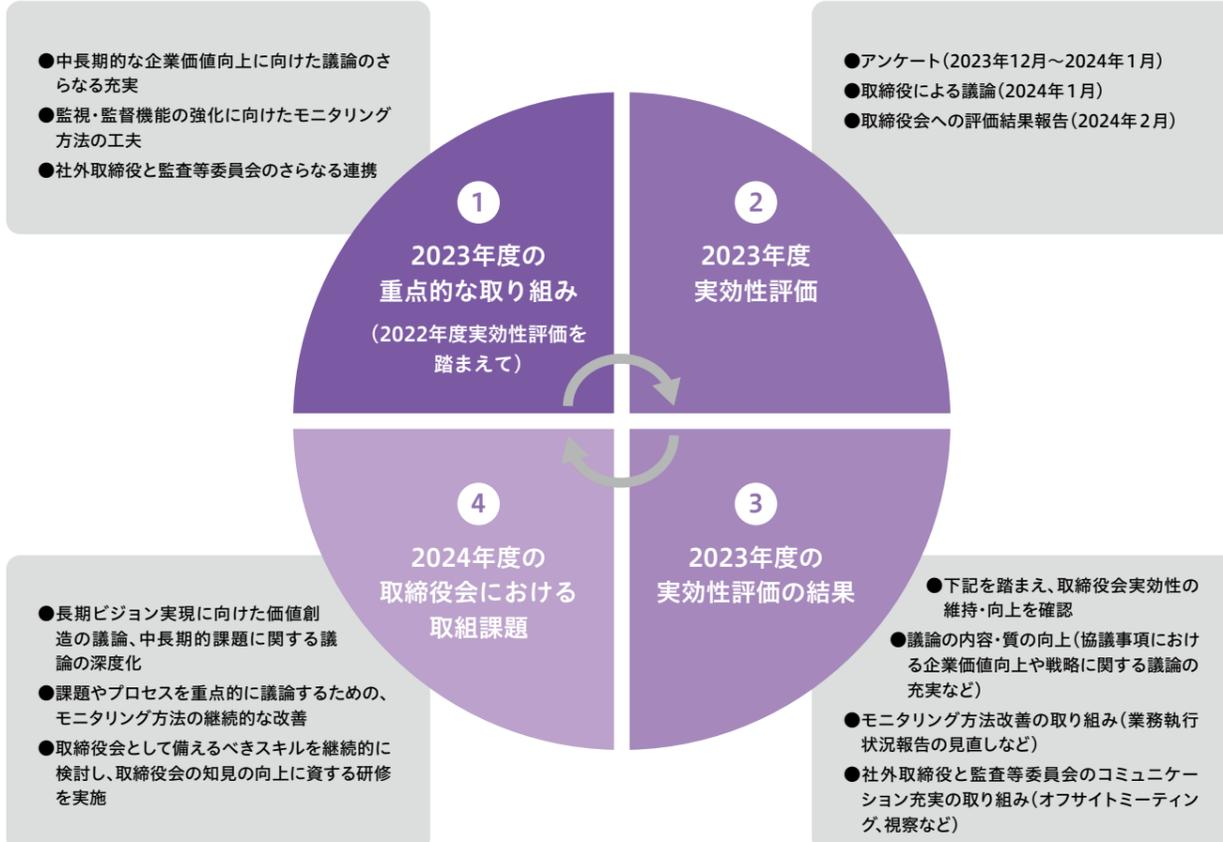 ●中長期的な企業価値向上に向けた議論のさ
らなる充実
●監視・監督機能の強化に向けたモニタリング
方法の工夫
●社外取締役と監査等委員会のさらなる連携
1
2023年度の
重点的な取り組み
(2022年度実効性評価を
踏まえて)
●アンケート(2023年12月~2024年1月)
●取締役による議論(2024年1月)
●取締役会への評価結果報告(2024年2月)
2
2023年度
実効性評価
3
2023年度の
実効性評価の結果
●下記を踏まえ、取締役会実効性の
維持・向上を確認
●議論の内容・質の向上(協議事項におけ
る企業価値向上や戦略に関する議論の
充実など)
●モニタリング方法改善の取り組み(業務執行
状況報告の見直しなど)
●社外取締役と監査等委員会のコミュニケー
ション充実の取り組み(オフサイトミーティン
グ、視察など)
4
2024年度の
取締役会における
取組課題
●長期ビジョン実現に向けた価値創
造の議論、中長期的課題に関する議
論の深度化
●課題やプロセスを重点的に議論するための、
モニタリング方法の継続的な改善
●取締役会として備えるべきスキルを継続的に
検討し、取締役会の知見の向上に資する研修
を実施